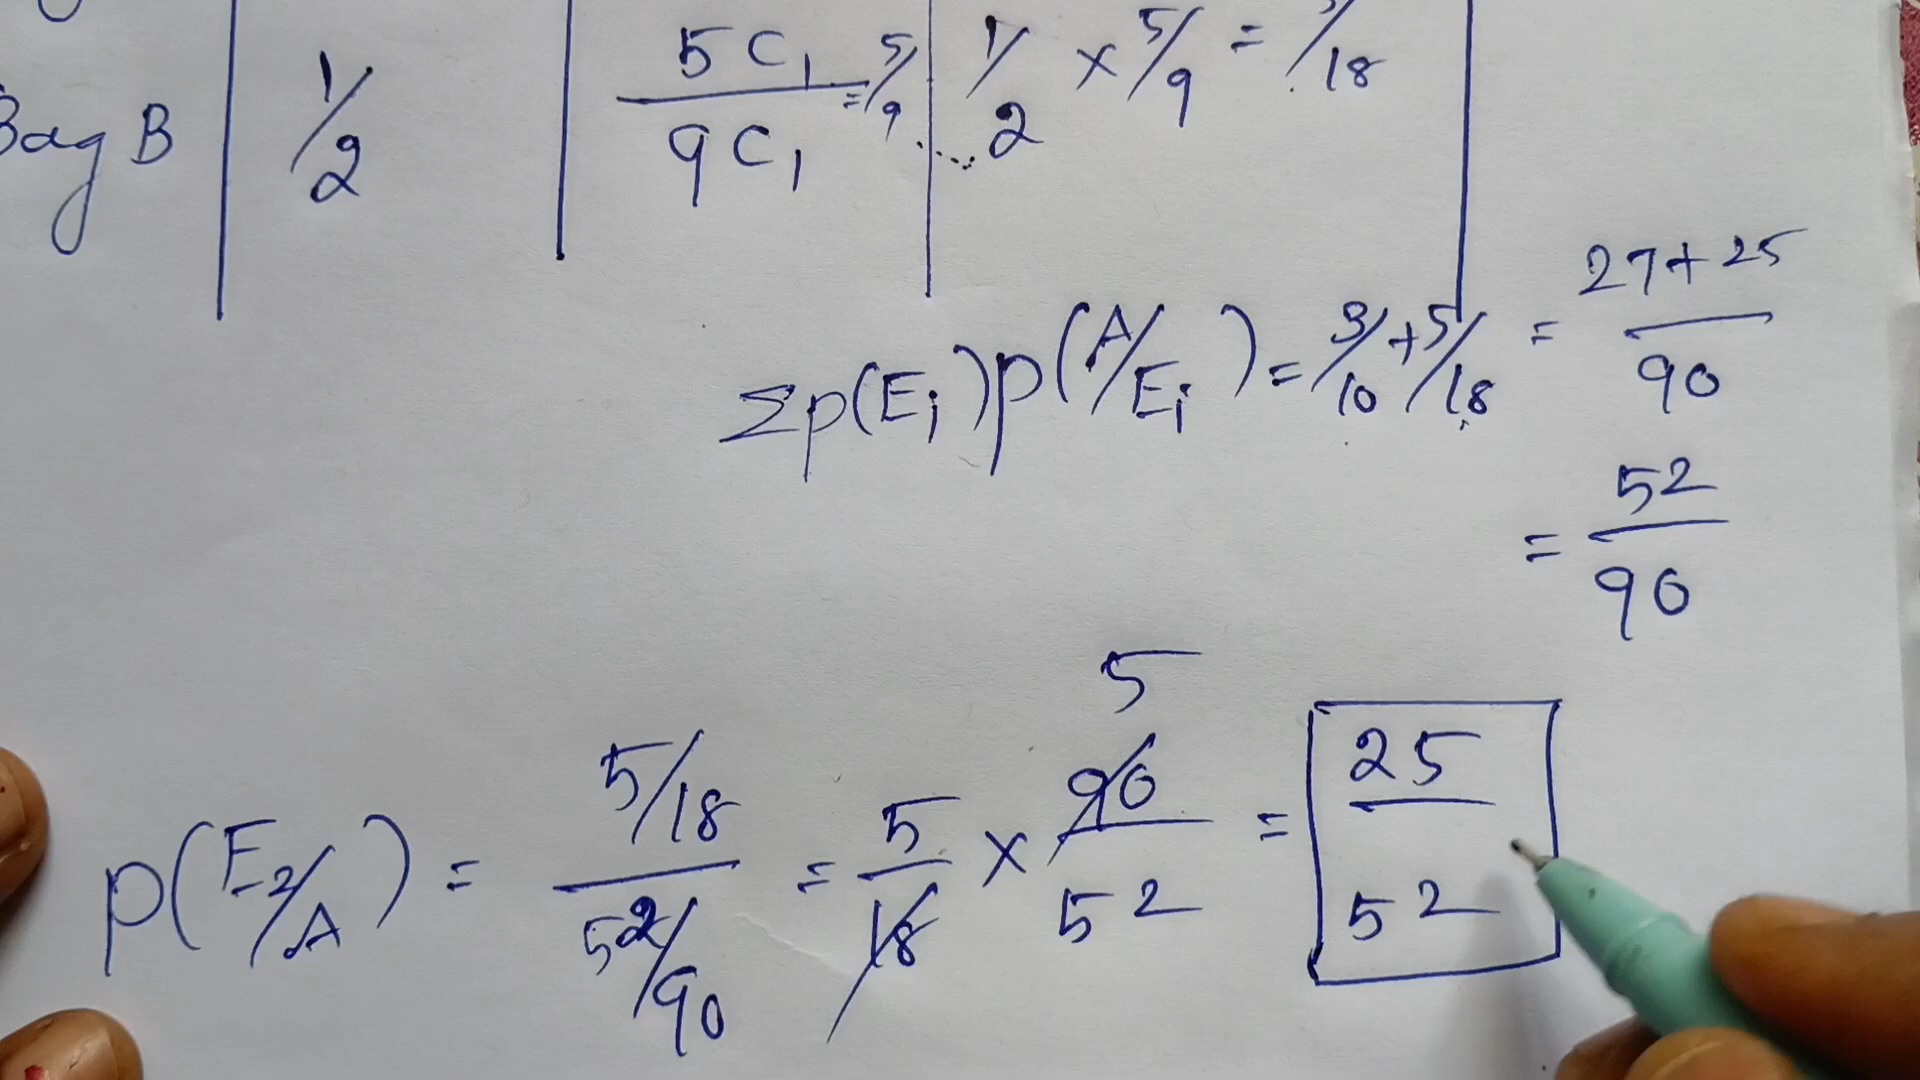 Bag B 1/2 5C₁/9C₁ = 5/9 1/2 × 5/9 = /18
Σp(Eᵢ)p(A/Eᵢ) = 3/10 + 5/18 = 27+25/90
= 52/90
p(E₂/A) = 5/18 / 52/90 = 5/18 × 90/52 = 25/52
5